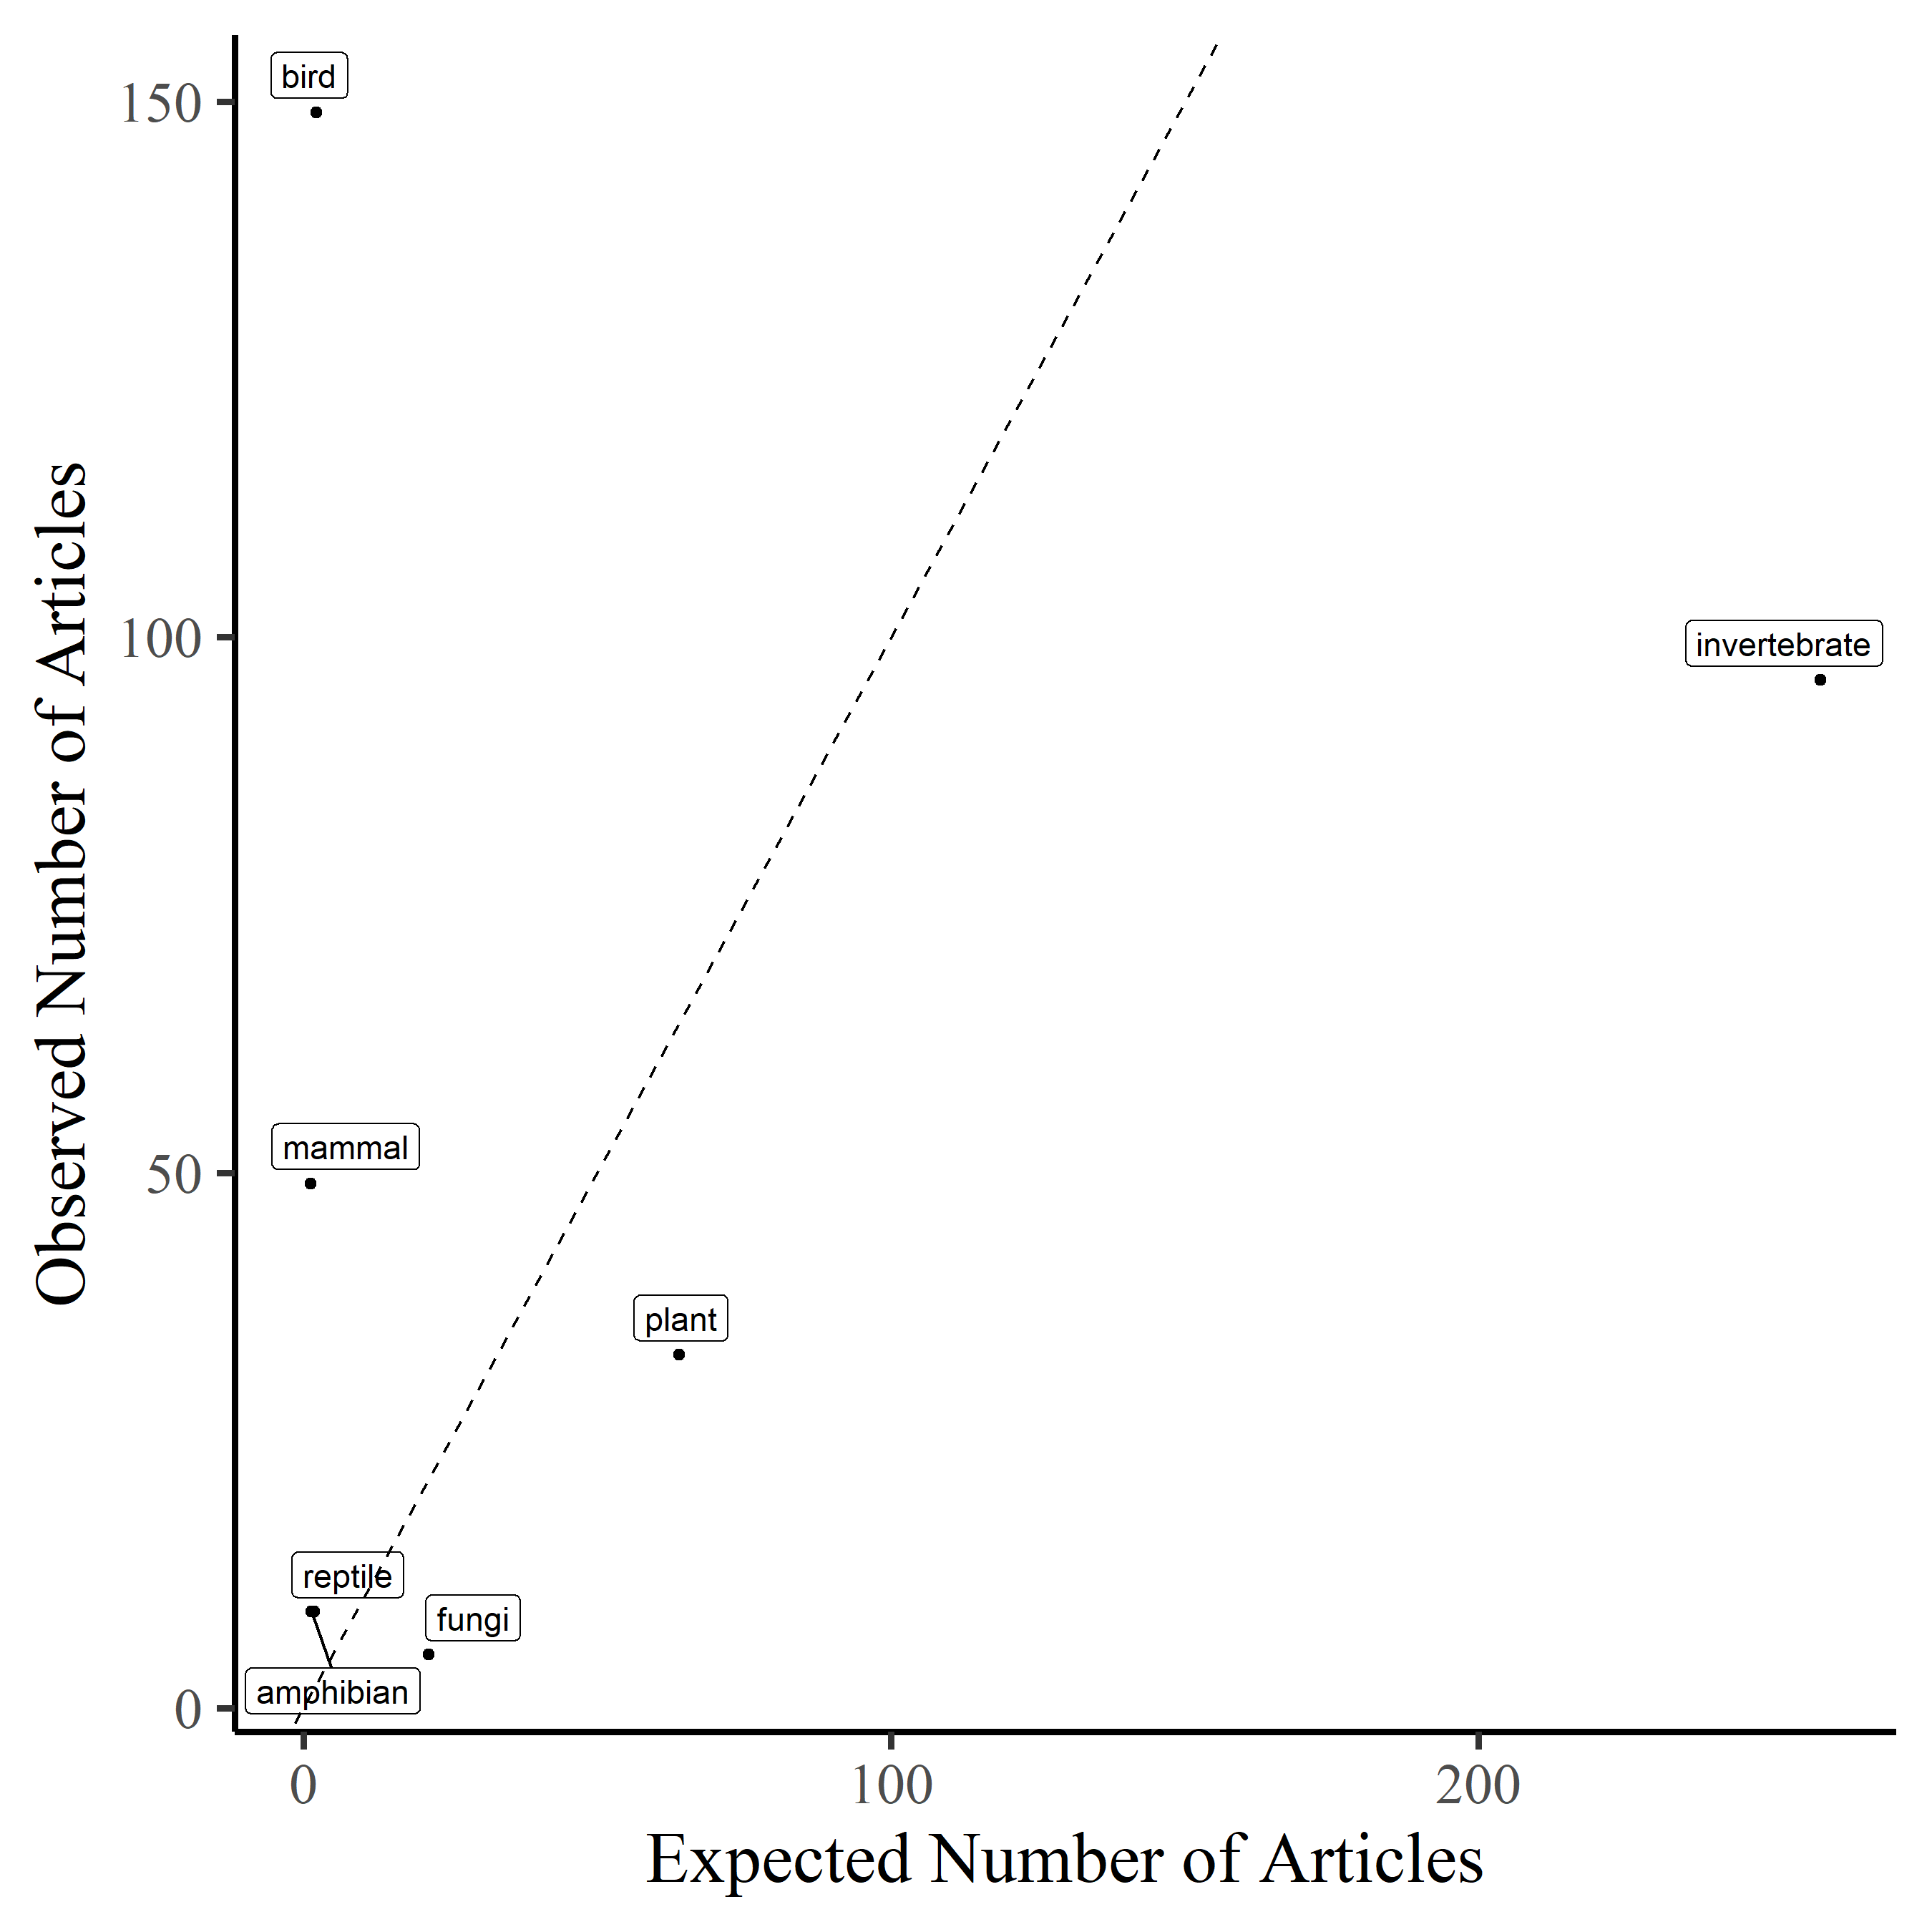 bird
150
100
invertebrate
Observed Number of Articles
mammal
50
plant
reptile
fungi
amphibian
0
0 100 200
Expected Number of Articles